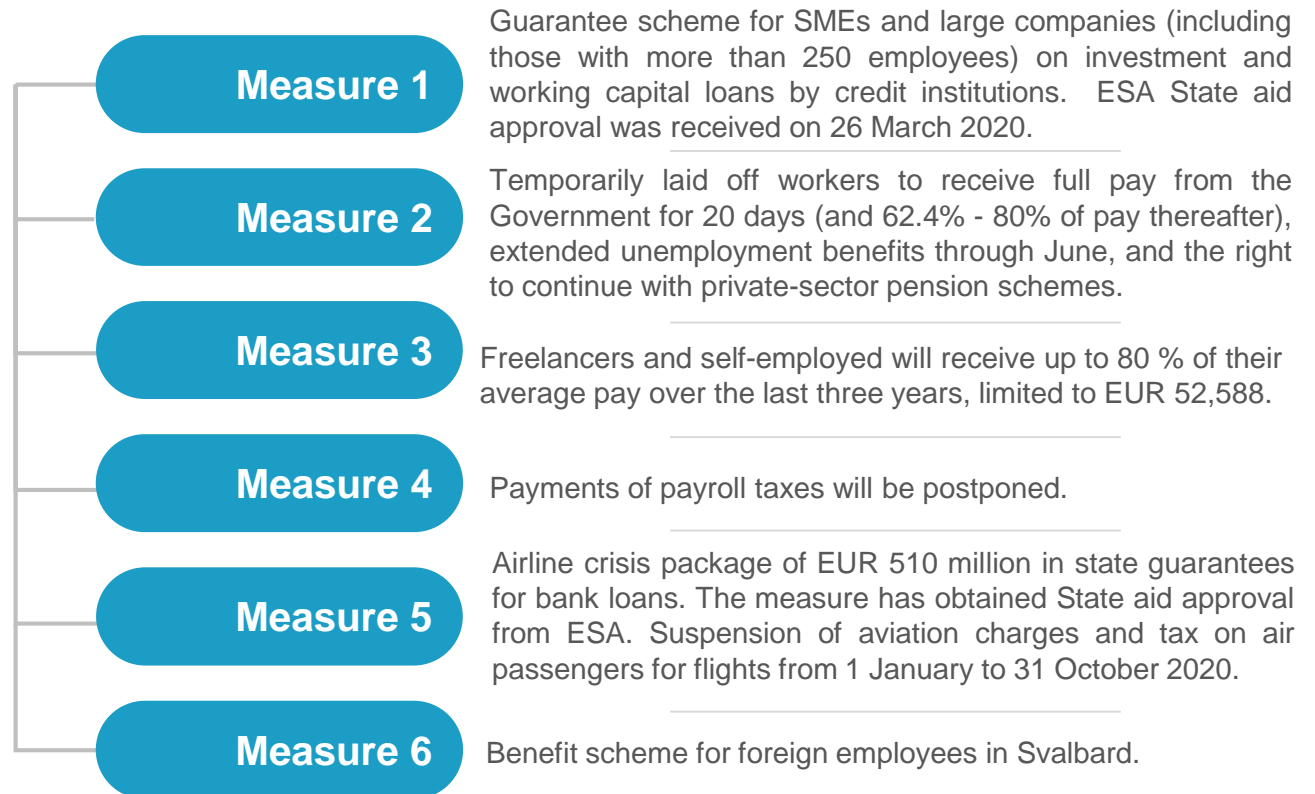 Measure 1
Guarantee scheme for SMEs and large companies (including
those with more than 250 employees) on investment and
working capital loans by credit institutions. ESA State aid
approval was received on 26 March 2020.
Measure 2
Temporarily laid off workers to receive full pay from the
Government for 20 days (and 62.4% - 80% of pay thereafter),
extended unemployment benefits through June, and the right
to continue with private-sector pension schemes.
Measure 3
Freelancers and self-employed will receive up to 80 % of their
average pay over the last three years, limited to EUR 52,588.
Measure 4
Payments of payroll taxes will be postponed.
Measure 5
Airline crisis package of EUR 510 million in state guarantees
for bank loans. The measure has obtained State aid approval
from ESA. Suspension of aviation charges and tax on air
passengers for flights from 1 January to 31 October 2020.
Measure 6
Benefit scheme for foreign employees in Svalbard.